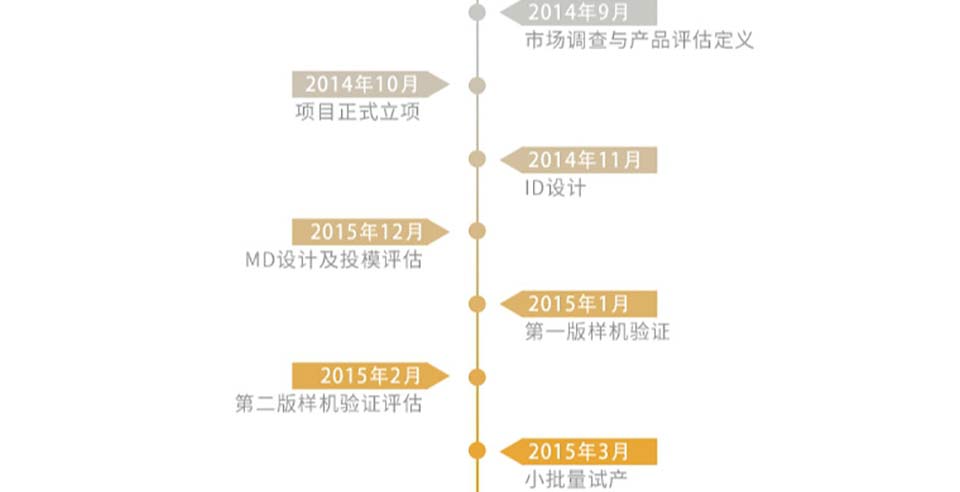 2014年9月
市场调查与产品评估定义
2014年10月
项目正式立项
2014年11月
ID设计
2015年12月
MD设计及投模评估
2015年1月
第一版样机验证
2015年2月
第二版样机验证评估
2015年3月
小批量试产